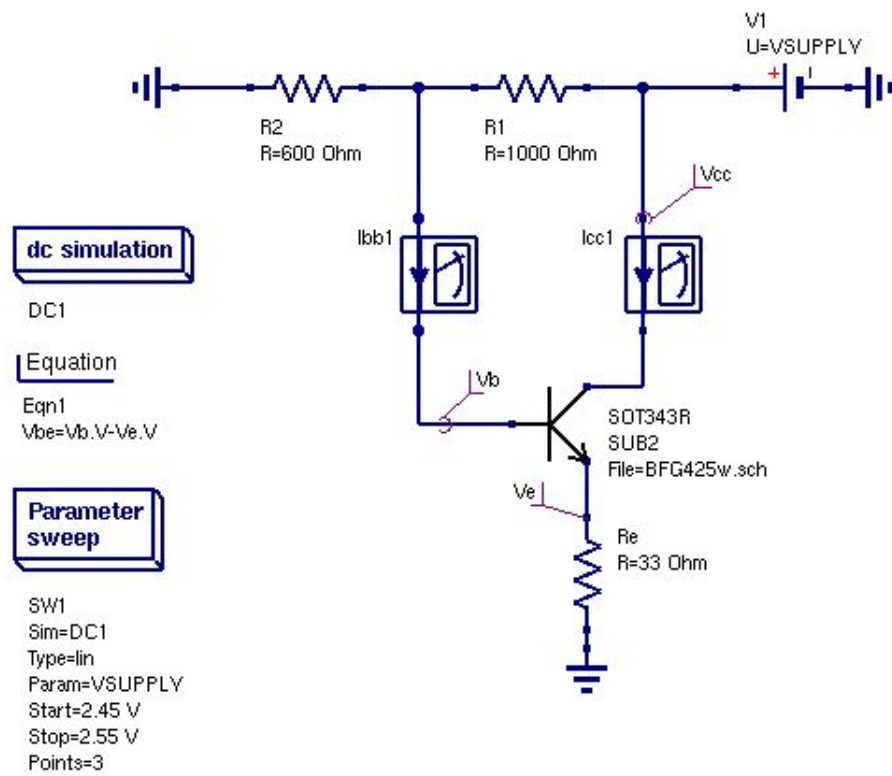 V1
U=VSUPPLY
+
R2
R=600 Ohm
R1
R=1000 Ohm
Vcc
Ibb1
Icc1
dc simulation
DC1
Equation
Eqn1
Vbe=Vb.V-Ve.V
Vb
SOT343R
SUB2
File=BFG425w.sch
Ve
Re
R=33 Ohm
Parameter
sweep
SW1
Sim=DC1
Type=lin
Param=VSUPPLY
Start=2.45 V
Stop=2.55 V
Points=3